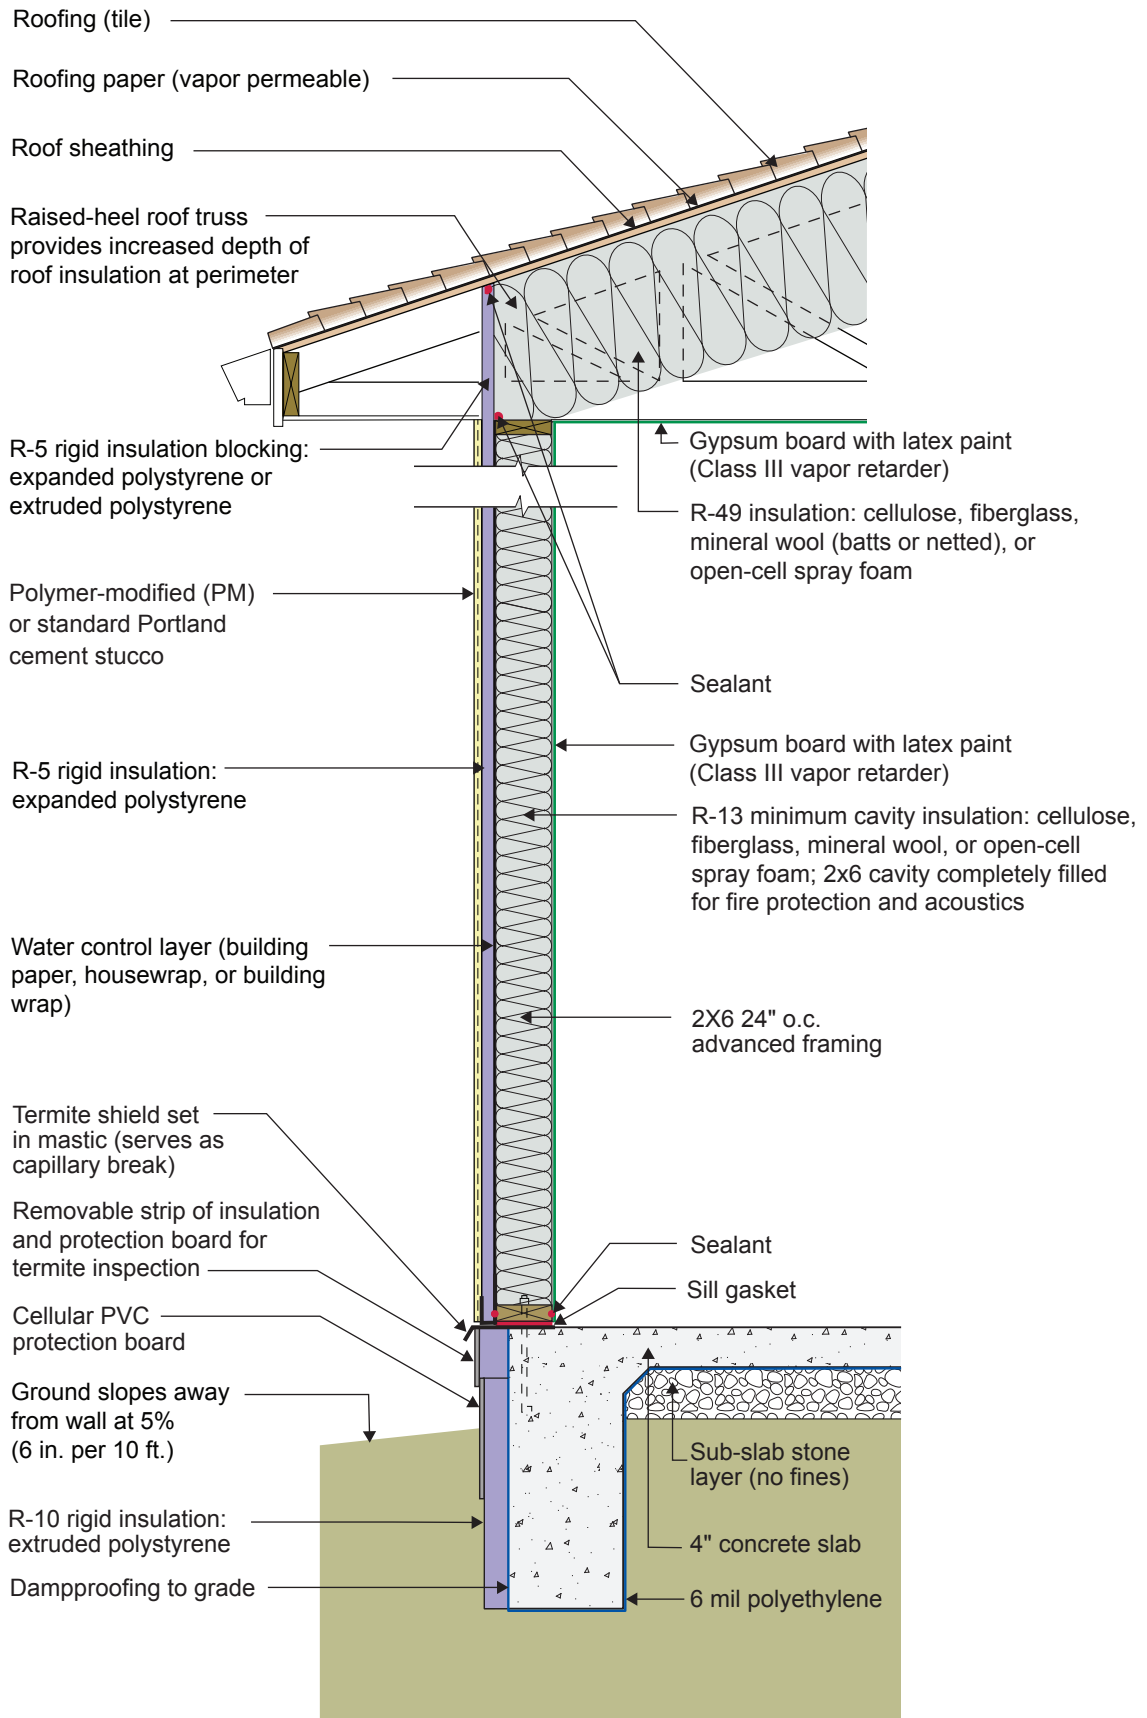 Roofing (tile)
Roofing paper (vapor permeable)
Roof sheathing
Raised-heel roof truss
provides increased depth of
roof insulation at perimeter
R-5 rigid insulation blocking:
expanded polystyrene or
extruded polystyrene
Polymer-modified (PM)
or standard Portland
cement stucco
R-5 rigid insulation:
expanded polystyrene
Water control layer (building
paper, housewrap, or building
wrap)
Termite shield set
in mastic (serves as
capillary break)
Removable strip of insulation
and protection board for
termite inspection
Cellular PVC
protection board
Ground slopes away
from wall at 5%
(6 in. per 10 ft.)
R-10 rigid insulation:
extruded polystyrene
Dampproofing to grade
Gypsum board with latex paint
(Class III vapor retarder)
R-49 insulation: cellulose, fiberglass,
mineral wool (batts or netted), or
open-cell spray foam
Sealant
Gypsum board with latex paint
(Class III vapor retarder)
R-13 minimum cavity insulation: cellulose,
fiberglass, mineral wool, or open-cell
spray foam; 2x6 cavity completely filled
for fire protection and acoustics
2X6 24" o.c.
advanced framing
Sealant
Sill gasket
Sub-slab stone
layer (no fines)
4" concrete slab
6 mil polyethylene